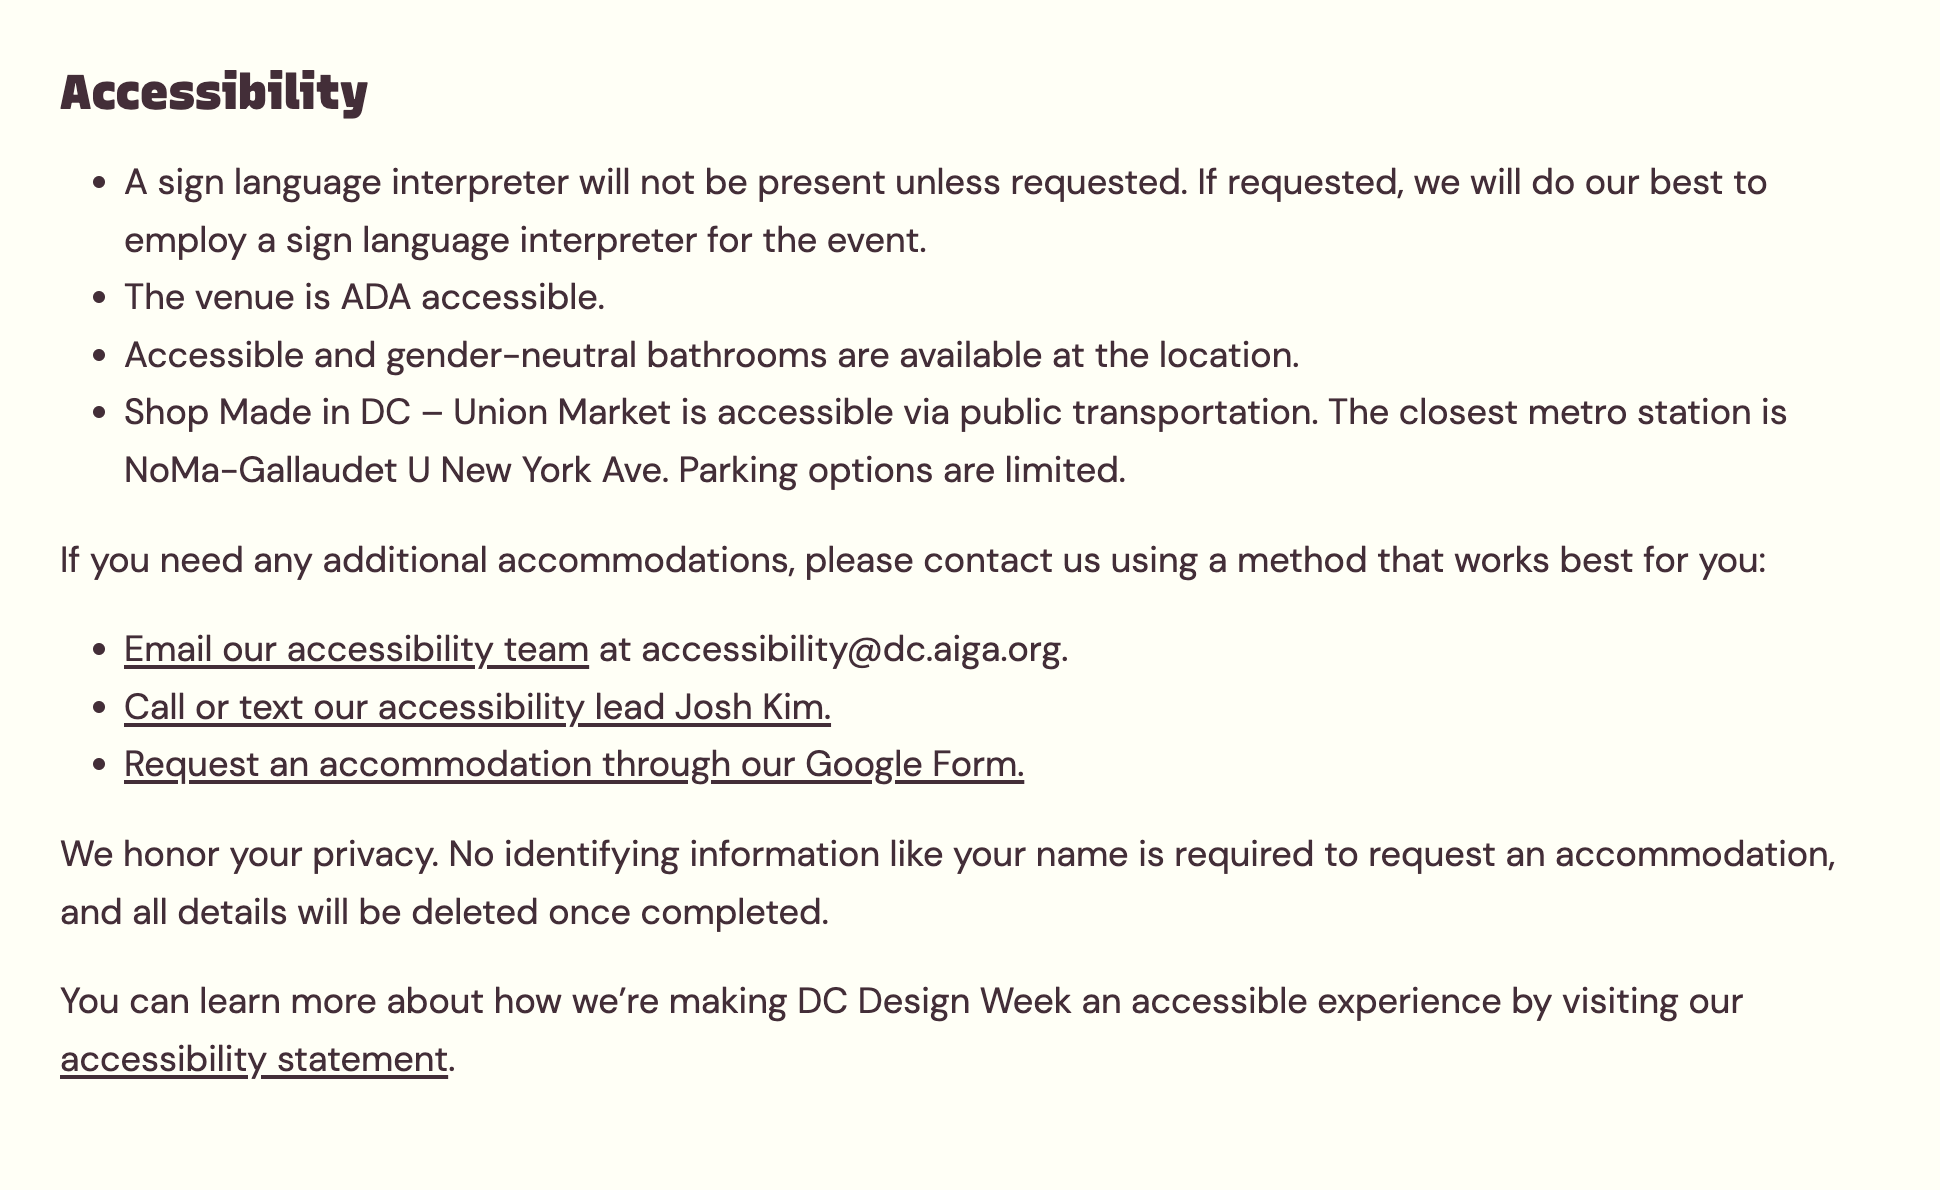 Accessibility
• A sign language interpreter will not be present unless requested. If requested, we will do our best to
employ a sign language interpreter for the event.
• The venue is ADA accessible.
• Accessible and gender-neutral bathrooms are available at the location.
• Shop Made in DC – Union Market is accessible via public transportation. The closest metro station is
NoMa-Gallaudet U New York Ave. Parking options are limited.
If you need any additional accommodations, please contact us using a method that works best for you:
• Email our accessibility team at accessibility@dc.aiga.org.
• Call or text our accessibility lead Josh Kim.
• Request an accommodation through our Google Form.
We honor your privacy. No identifying information like your name is required to request an accommodation,
and all details will be deleted once completed.
You can learn more about how we’re making DC Design Week an accessible experience by visiting our
accessibility statement.